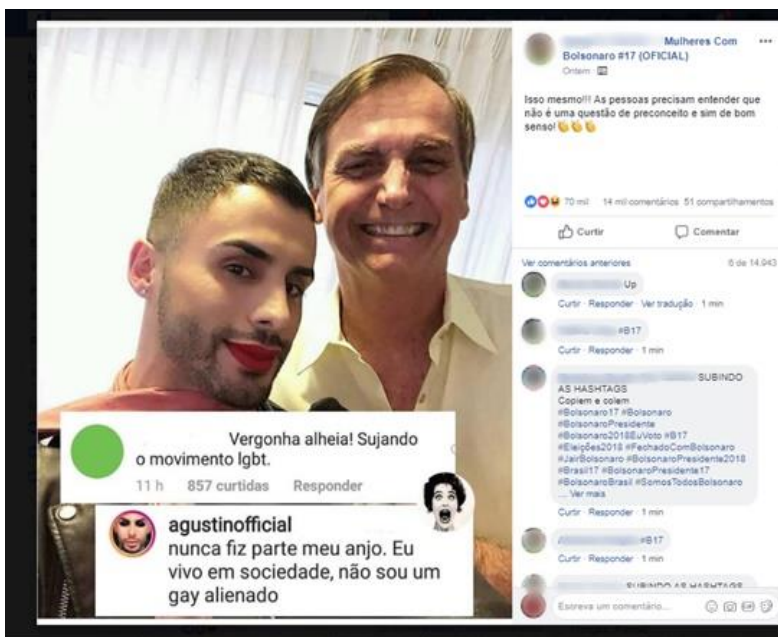 Mulheres Com
Bolsonaro #17 (OFICIAL)
Ontem
Isso mesmo!!! As pessoas precisam entender que
não é uma questão de preconceito e sim de bom
senso!
70 mil 14 mil comentários 51 compartilhamentos
Curtir Comentar
Ver comentários anteriores 6 de 14.943
Up
Curtir · Responder · Ver tradução · 1 min
#B17
Curtir · Responder · 1 min
SUBINDO
AS HASHTAGS
Copiem e colem
#Bolsonaro17 #Bolsonaro
#BolsonaroPresidente
#Bolsonaro2018EuVoto #B17
#Eleições2018 #FechadoComBolsonaro
#JairBolsonaro #BolsonaroPresidente2018
#Brasil17 #BolsonaroPresidente17
#BolsonaroBrasil #SomosTodosBolsonaro
... Ver mais
Curtir · Responder · 1 min
#B17
Curtir · Responder · 1 min
SUBINDO AS HASHTAGS
Escreva um comentário...
Vergonha alheia! Sujando
o movimento lgbt.
11 h 857 curtidas Responder
agustinofficial
nunca fiz parte meu anjo. Eu
vivo em sociedade, não sou um
gay alienado